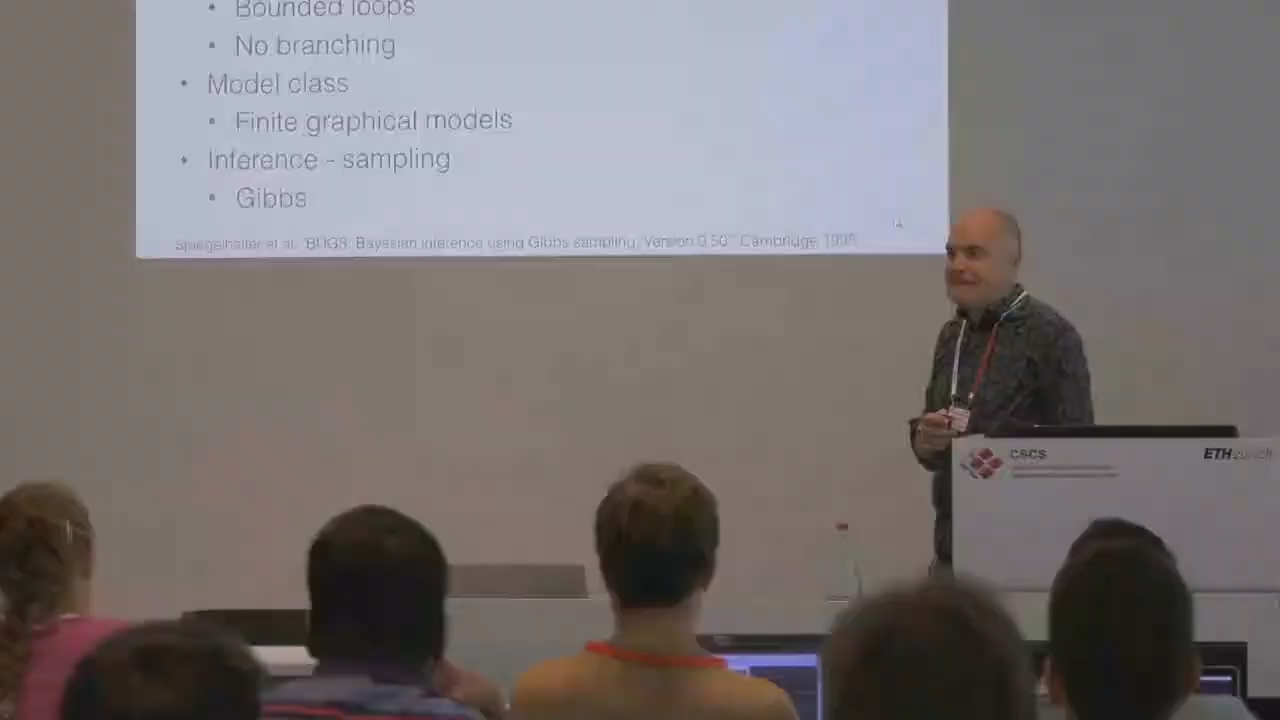 • Bounded loops
• No branching
• Model class
• Finite graphical models
• Inference - sampling
• Gibbs
14
Spiegelhalter et al. "BUGS: Bayesian inference using Gibbs sampling, Version 0.50" Cambridge 1995
CSCS
ETH zürich